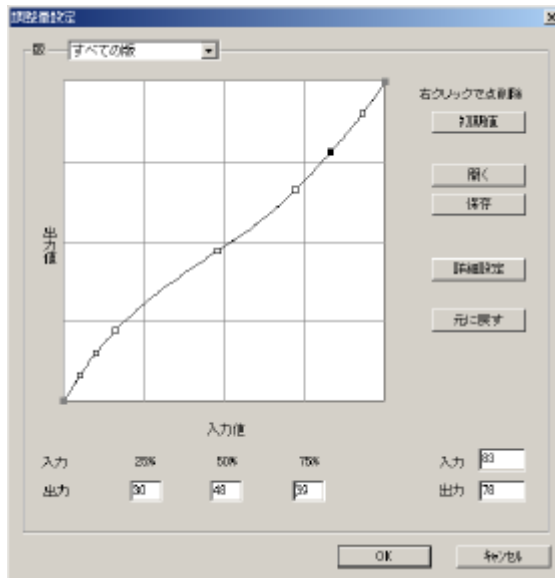 調整量設定
版 すべての版
右クリックで点削除
初期値
開く
保存
詳細設定
元に戻す
出力値
入力値
入力 25% 50% 75% 入力 83
出力 30 48 出力 78
OK キャンセル